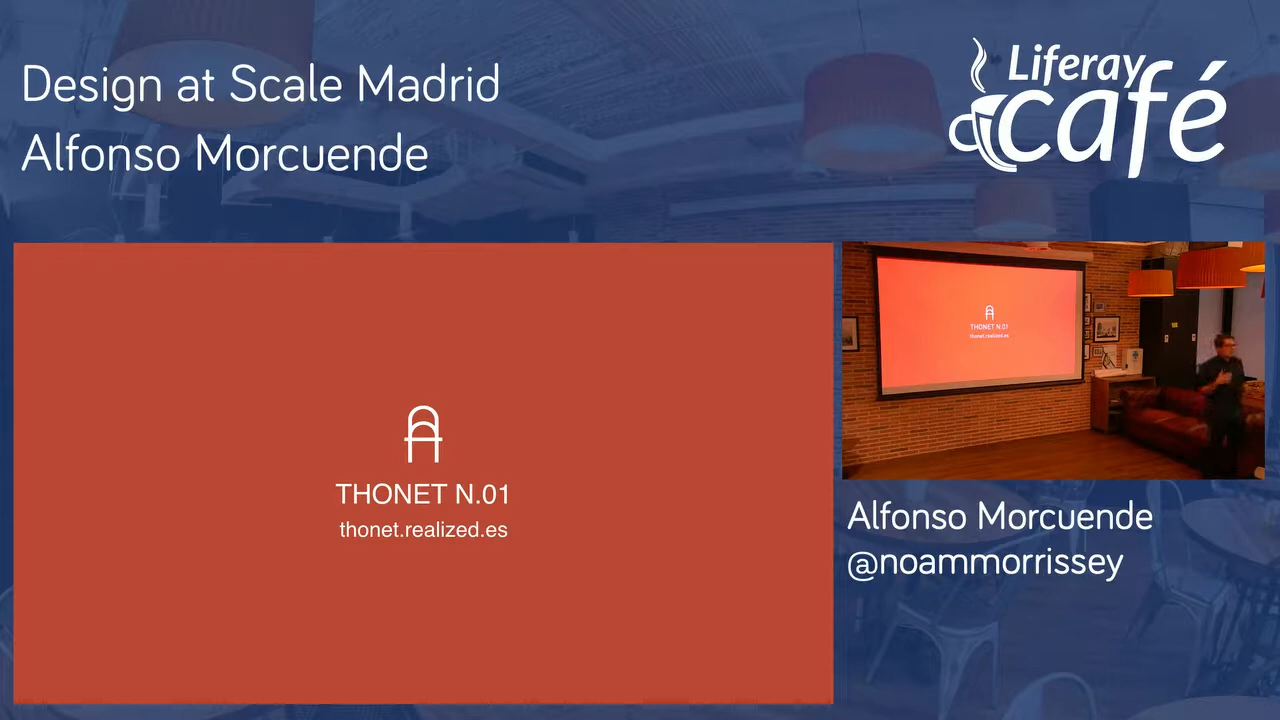 Design at Scale Madrid
Alfonso Morcuende
Liferay
café
THONET N.01
thonet.realized.es
THONET N.01
thonet.realized.es
Alfonso Morcuende
@noammorrissey